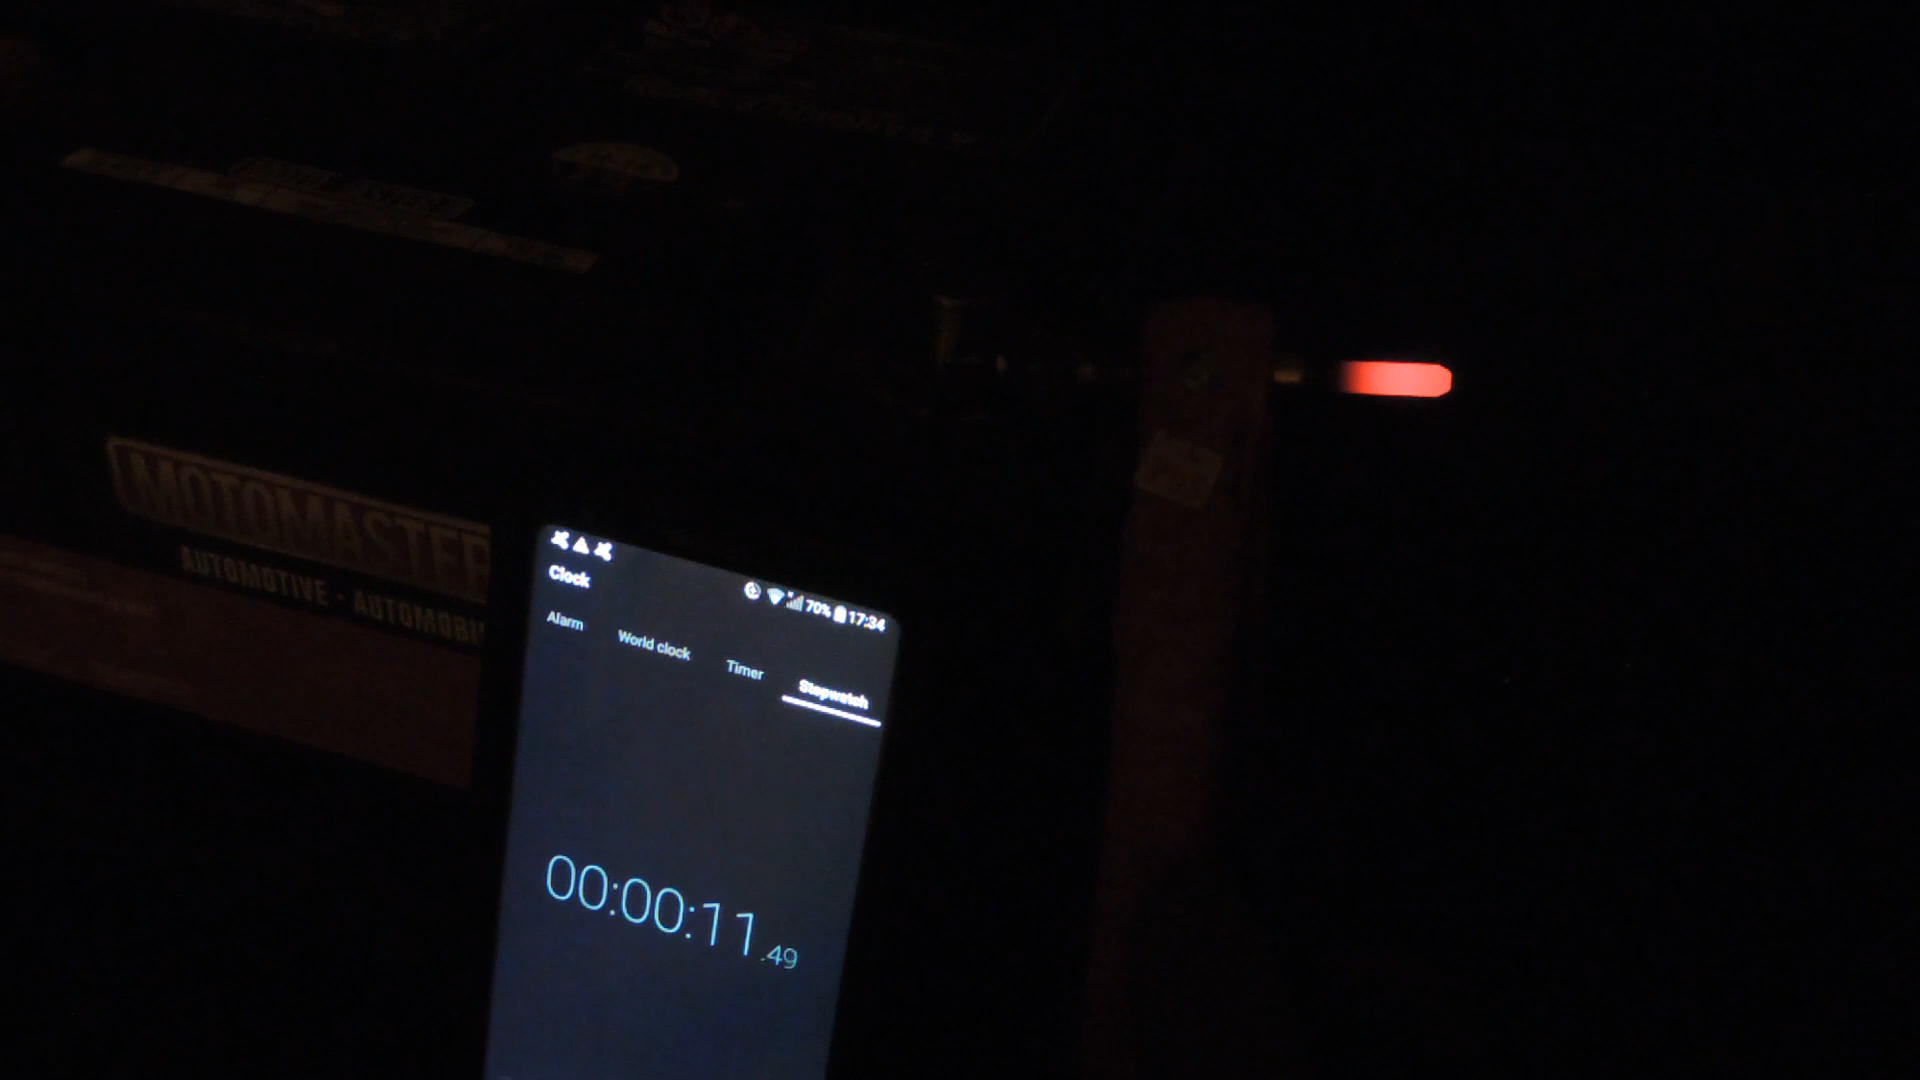 MOTOMASTER
AUTOMOTIVE · AUTOMOBI
70% 17:34
Clock
Alarm World clock Timer Stopwatch
00:00:11.49